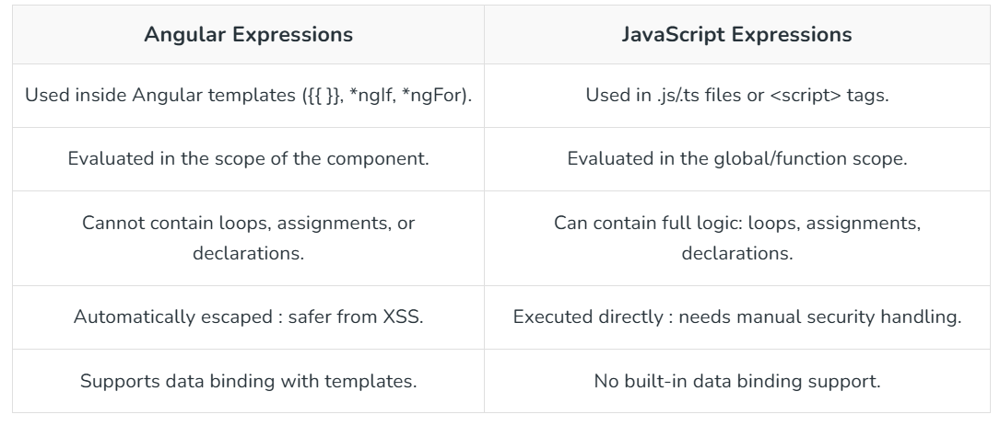 Angular Expressions
JavaScript Expressions
Used inside Angular templates ({{ }}, *ngIf, *ngFor).
Used in .js/.ts files or <script> tags.
Evaluated in the scope of the component.
Evaluated in the global/function scope.
Cannot contain loops, assignments, or
declarations.
Can contain full logic: loops, assignments,
declarations.
Automatically escaped : safer from XSS.
Executed directly : needs manual security handling.
Supports data binding with templates.
No built-in data binding support.